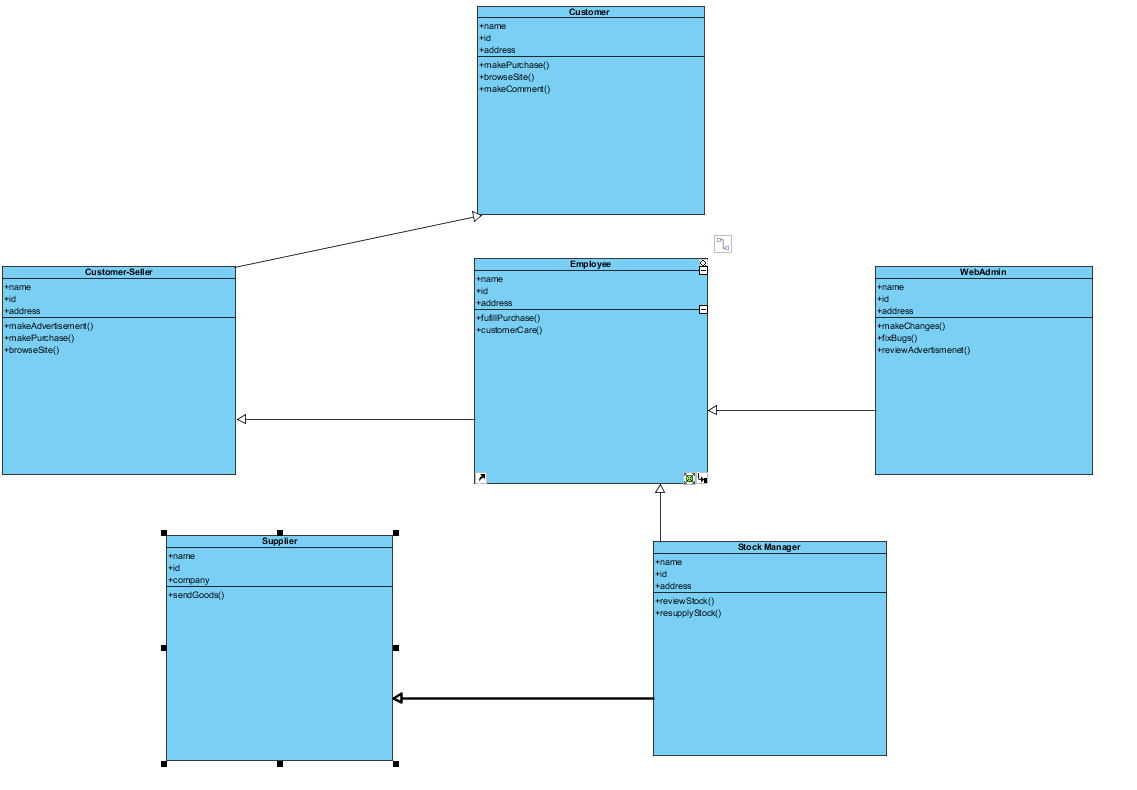 Customer
+name
+id
+address
+makePurchase()
+browseSite()
+makeComment()
Customer-Seller
+name
+id
+address
+makeAdvertisement()
+makePurchase()
+browseSite()
Employee
+name
+id
+address
+fufillPurchase()
+customerCare()
WebAdmin
+name
+id
+address
+makeChanges()
+fixBugs()
+reviewAdvertismenet()
Supplier
+name
+id
+company
+sendGoods()
Stock Manager
+name
+id
+address
+reviewStock()
+resupplyStock()